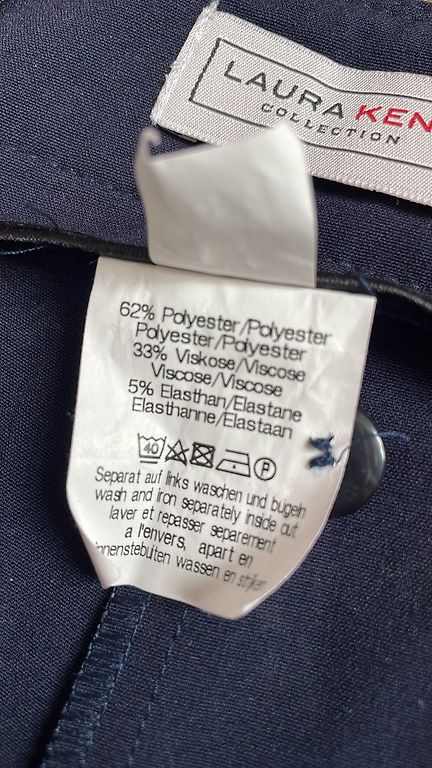 LAURA KEN
COLLECTION
62% Polyester/Polyester
Polyester/Polyester
33% Viskose/Viscose
Viscose/Viscose
5% Elasthan/Elastane
Elasthanne/Elastaan
40 P
Separat auf links waschen und bügeln
wash and iron separately inside out
laver et repasser separement
a l'envers, apart en
innenstebuiten wassen en strijken